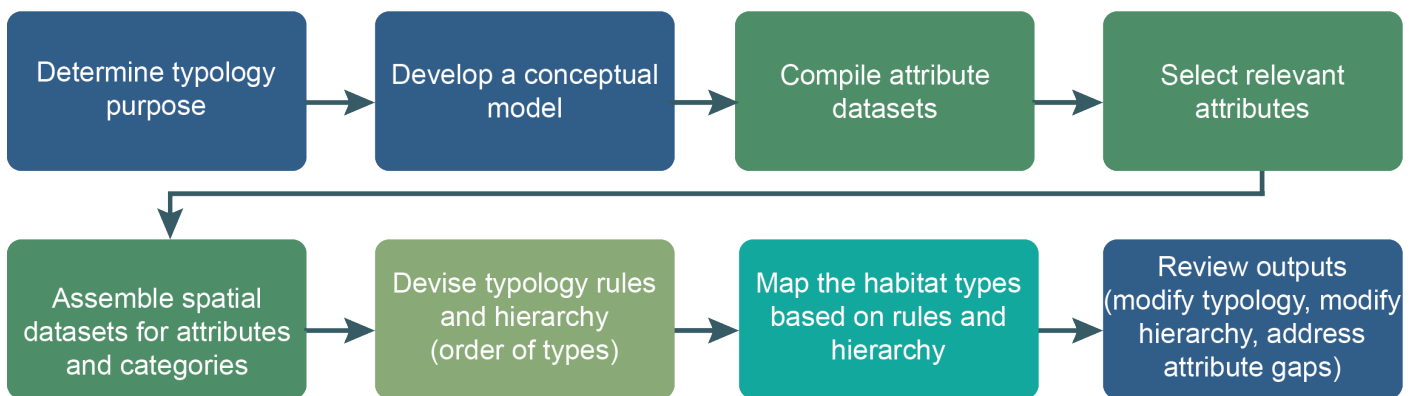 Determine typology
purpose
Develop a conceptual
model
Compile attribute
datasets
Select relevant
attributes
Assemble spatial
datasets for attributes
and categories
Devise typology rules
and hierarchy
(order of types)
Map the habitat types
based on rules and
hierarchy
Review outputs
(modify typology, modify
hierarchy, address
attribute gaps)